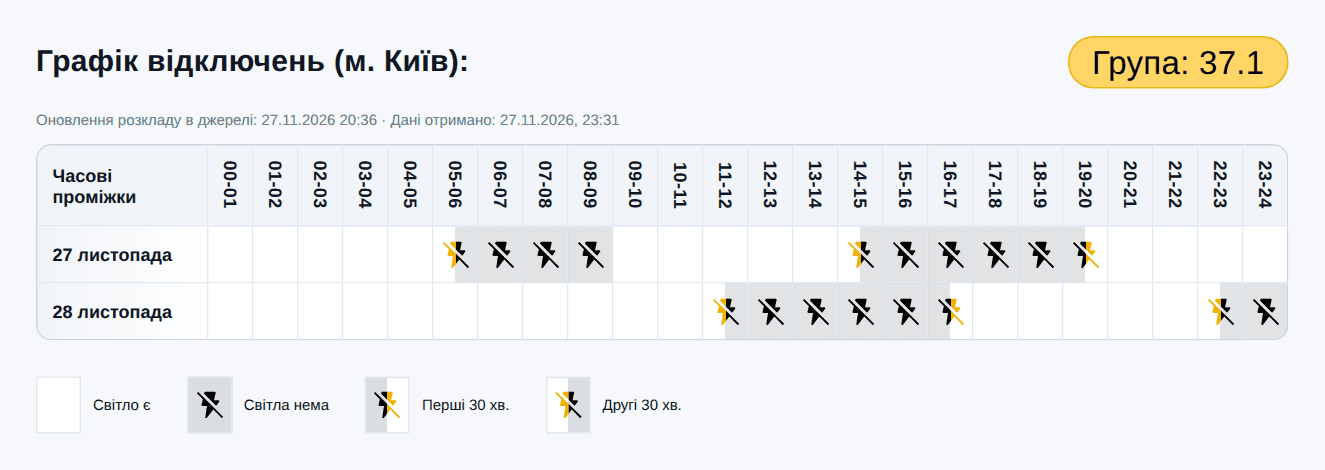 Графік відключень (м. Київ):
Група: 37.1
Оновлення розкладу в джерелі: 27.11.2026 20:36 · Дані отримано: 27.11.2026, 23:31
Часові
проміжки
00-01
01-02
02-03
03-04
04-05
05-06
06-07
07-08
08-09
09-10
10-11
11-12
12-13
13-14
14-15
15-16
16-17
17-18
18-19
19-20
20-21
21-22
22-23
23-24
27 листопада
28 листопада
Світло є
Світла нема
Перші 30 хв.
Другі 30 хв.